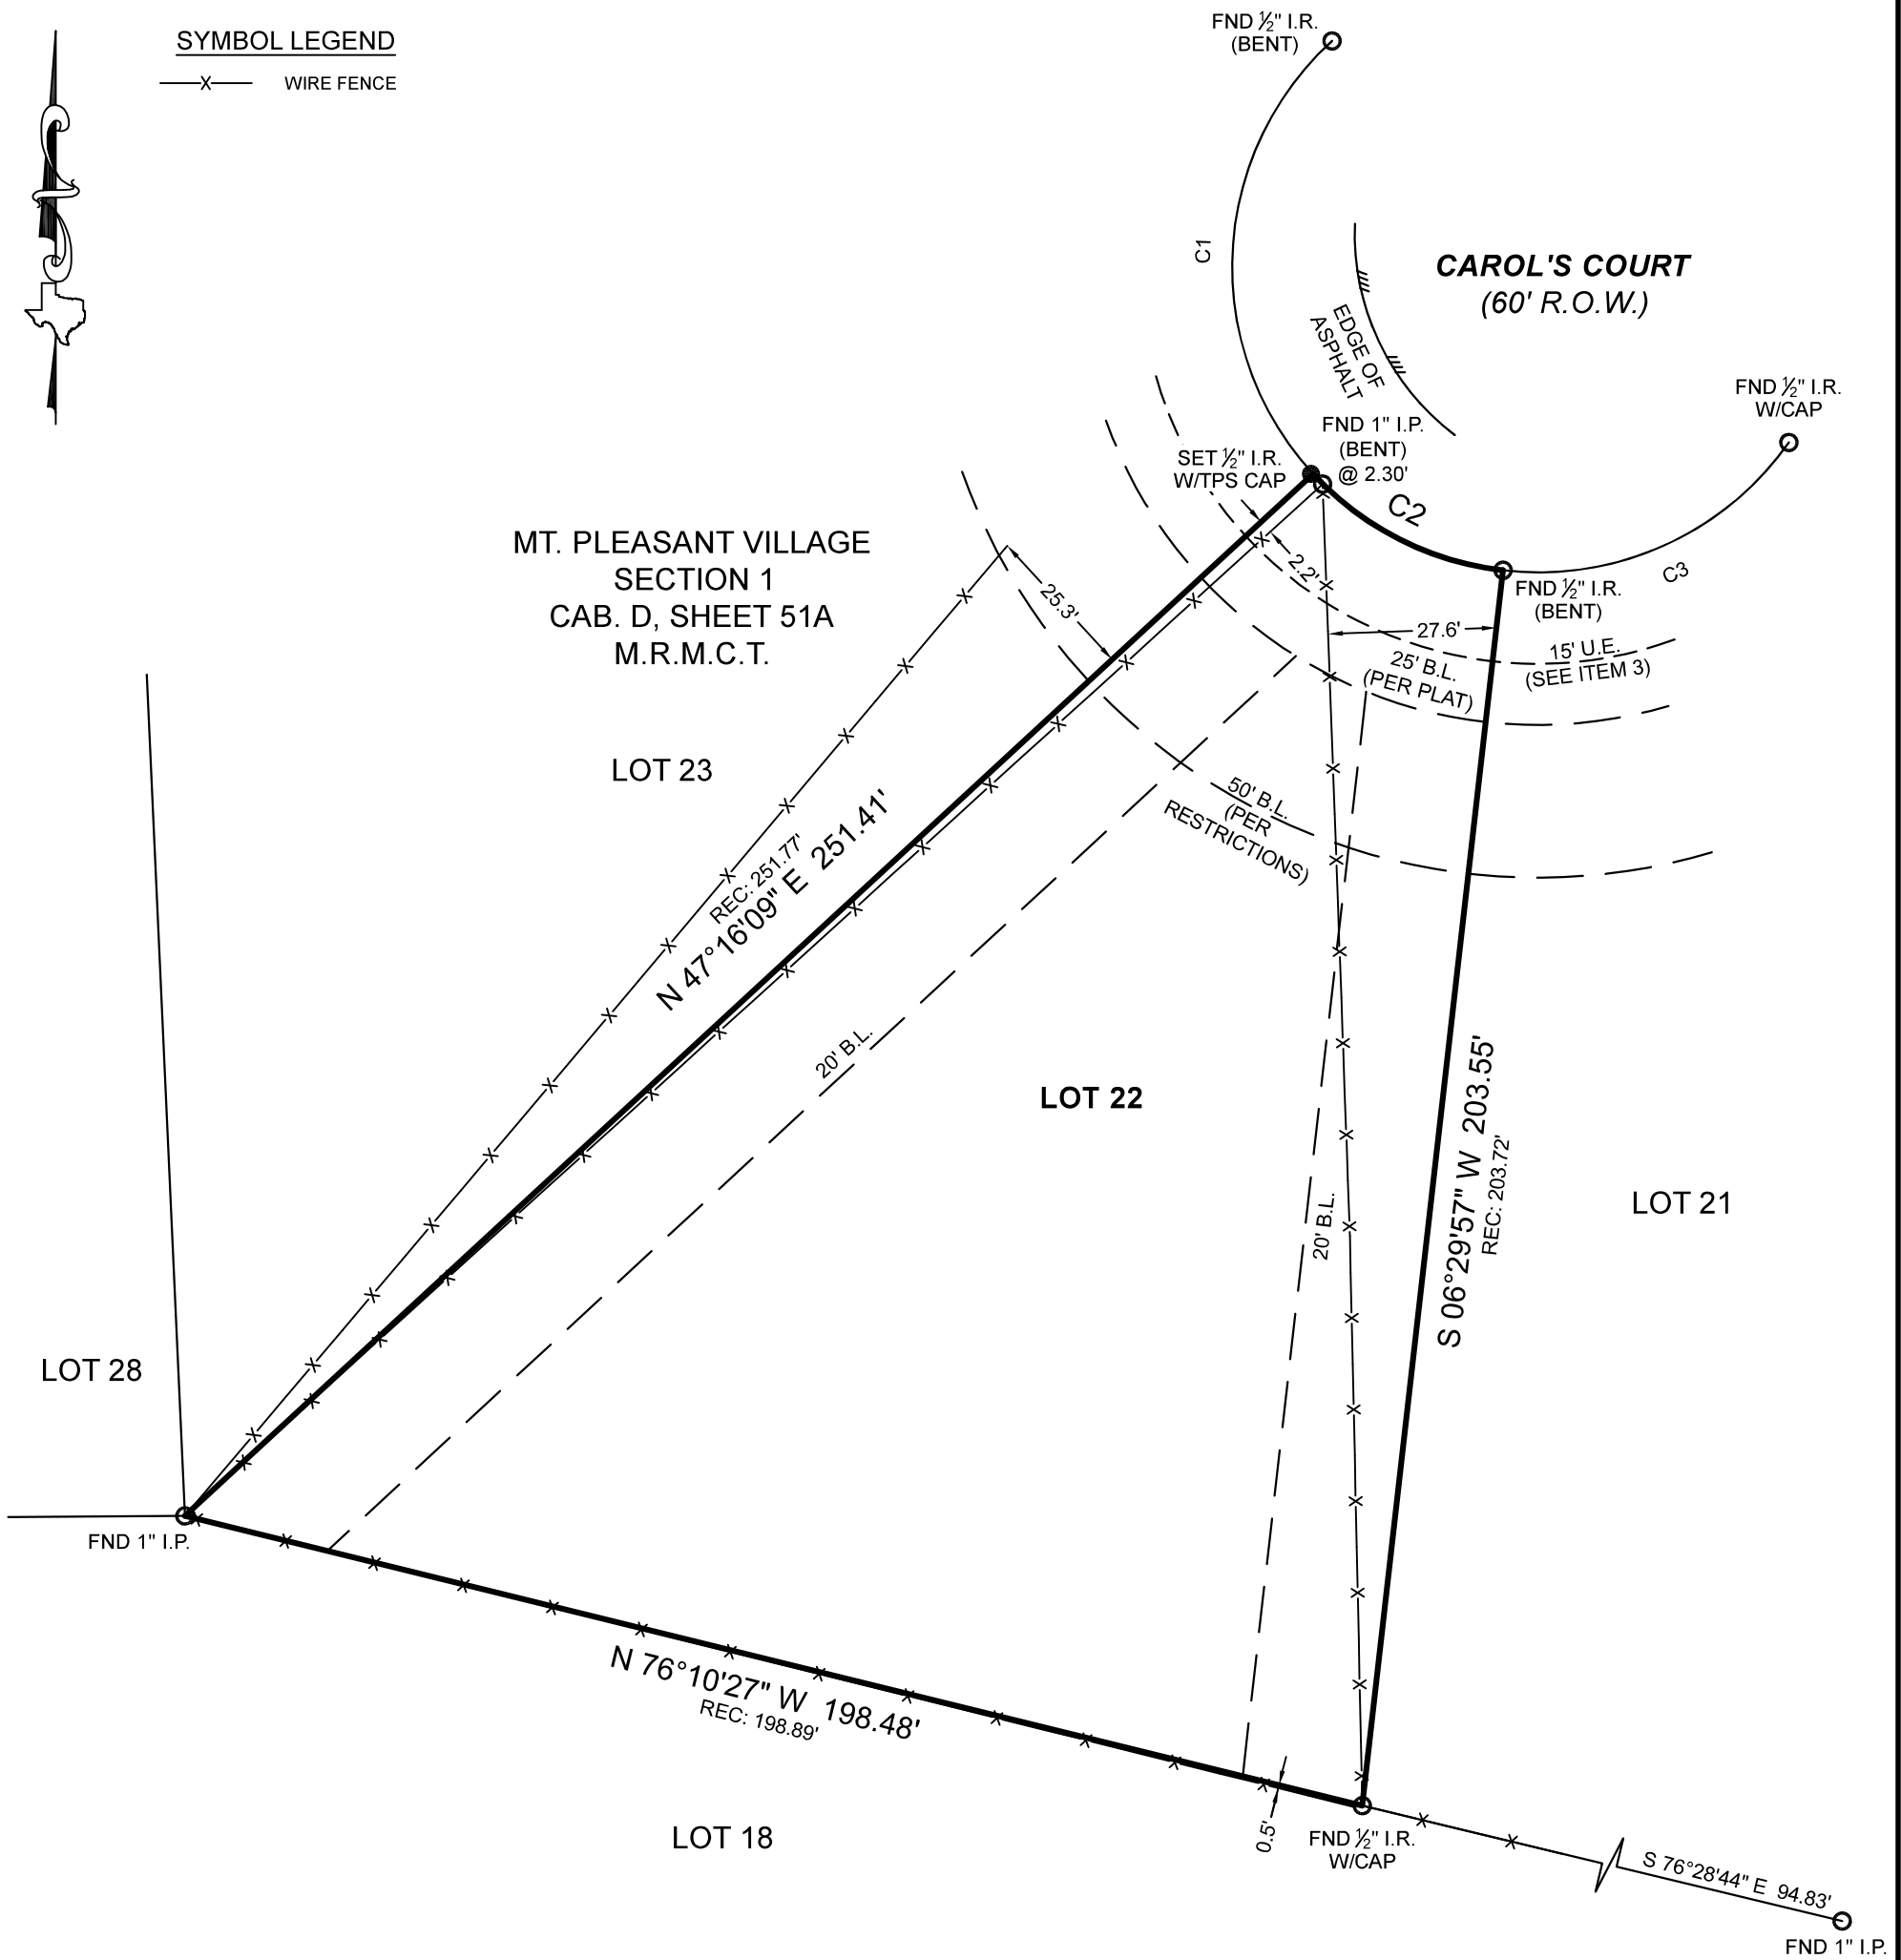 SYMBOL LEGEND
X WIRE FENCE
FND ½" I.R.
(BENT)
C1
CAROL'S COURT
(60' R.O.W.)
EDGE OF
ASPHALT
FND ½" I.R.
W/CAP
FND 1" I.P.
(BENT)
@ 2.30'
SET ½" I.R.
W/TPS CAP
C2
C3
MT. PLEASANT VILLAGE
SECTION 1
CAB. D, SHEET 51A
M.R.M.C.T.
25.3'
2.2'
FND ½" I.R.
(BENT)
27.6'
15' U.E.
(SEE ITEM 3)
25' B.L.
(PER PLAT)
LOT 23
50' B.L.
(PER
RESTRICTIONS)
REC: 251.77'
N 47°16'09" E 251.41'
20' B.L.
LOT 22
S 06°29'57" W 203.55'
REC: 203.72'
20' B.L.
LOT 21
LOT 28
FND 1" I.P.
N 76°10'27" W 198.48'
REC: 198.89'
LOT 18
0.5'
FND ½" I.R.
W/CAP
S 76°28'44" E 94.83'
FND 1" I.P.